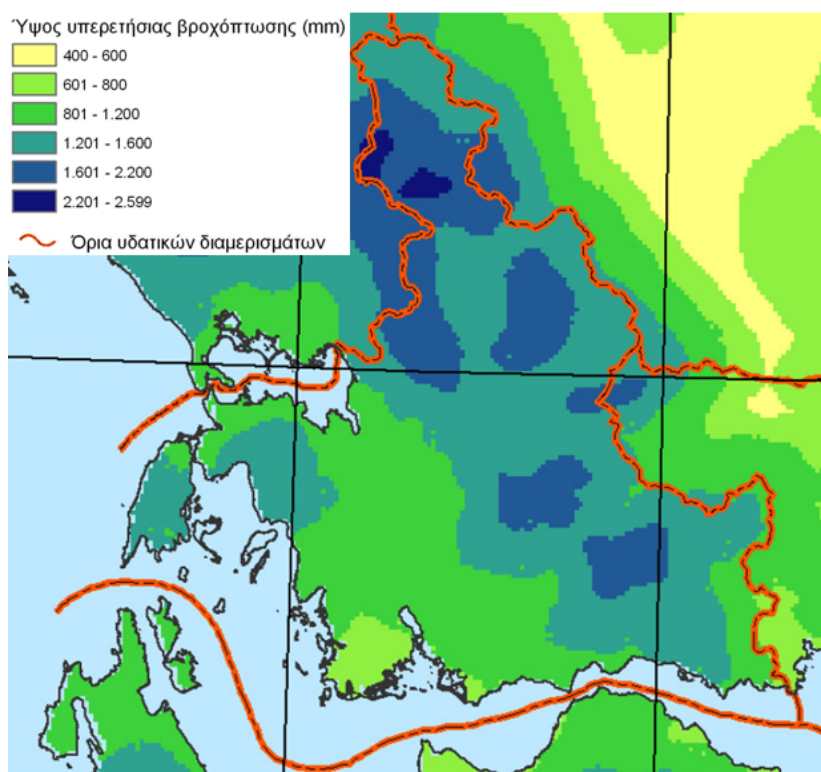 Ύψος υπερετήσιας βροχόπτωσης (mm)
400 - 600
601 - 800
801 - 1.200
1.201 - 1.600
1.601 - 2.200
2.201 - 2.599
Όρια υδατικών διαμερισμάτων